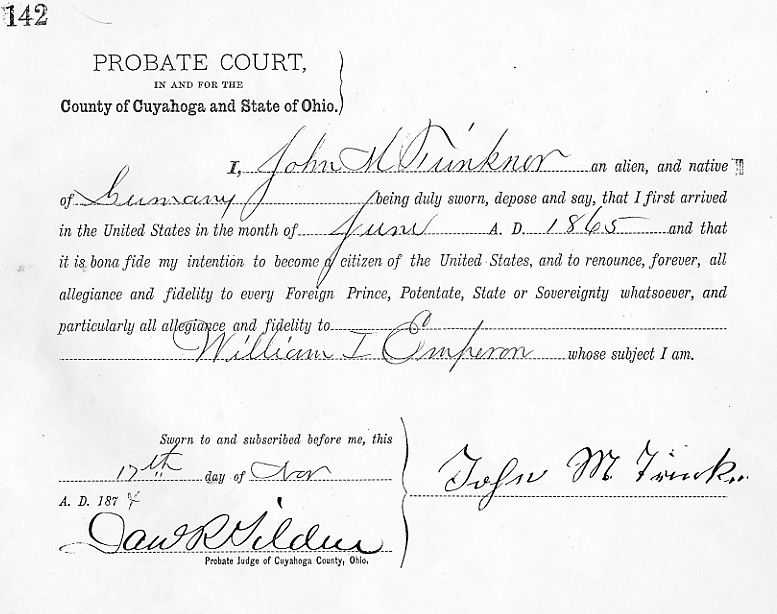 142
PROBATE COURT,
IN AND FOR THE
County of Cuyahoga and State of Ohio.
I, John M Trinkner an alien, and native
of Germany being duly sworn, depose and say, that I first arrived
in the United States in the month of June A. D. 1865 and that
it is bona fide my intention to become a citizen of the United States, and to renounce, forever, all
allegiance and fidelity to every Foreign Prince, Potentate, State or Sovereignty whatsoever, and
particularly all allegiance and fidelity to
William I Emperor whose subject I am.
Sworn to and subscribed before me, this
17th day of Nov
A. D. 187
John M. Trink
Dan R Tilden
Probate Judge of Cuyahoga County, Ohio.